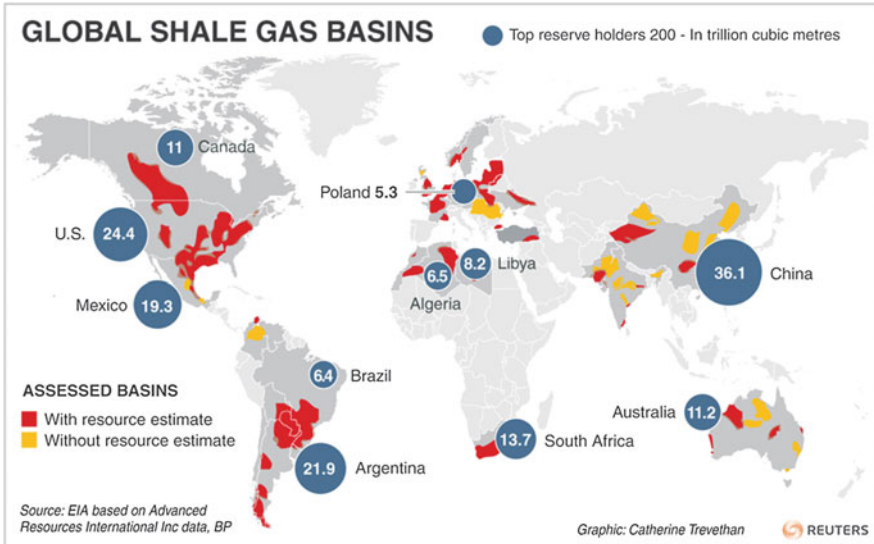 GLOBAL SHALE GAS BASINS
Top reserve holders 200 - In trillion cubic metres
11 Canada
Poland 5.3
U.S. 24.4
8.2 Libya
6.5
Algeria
36.1 China
Mexico 19.3
6.4 Brazil
ASSESSED BASINS
With resource estimate
Without resource estimate
Australia 11.2
13.7 South Africa
21.9 Argentina
Source: EIA based on Advanced
Resources International Inc data, BP
Graphic: Catherine Trevethan
REUTERS